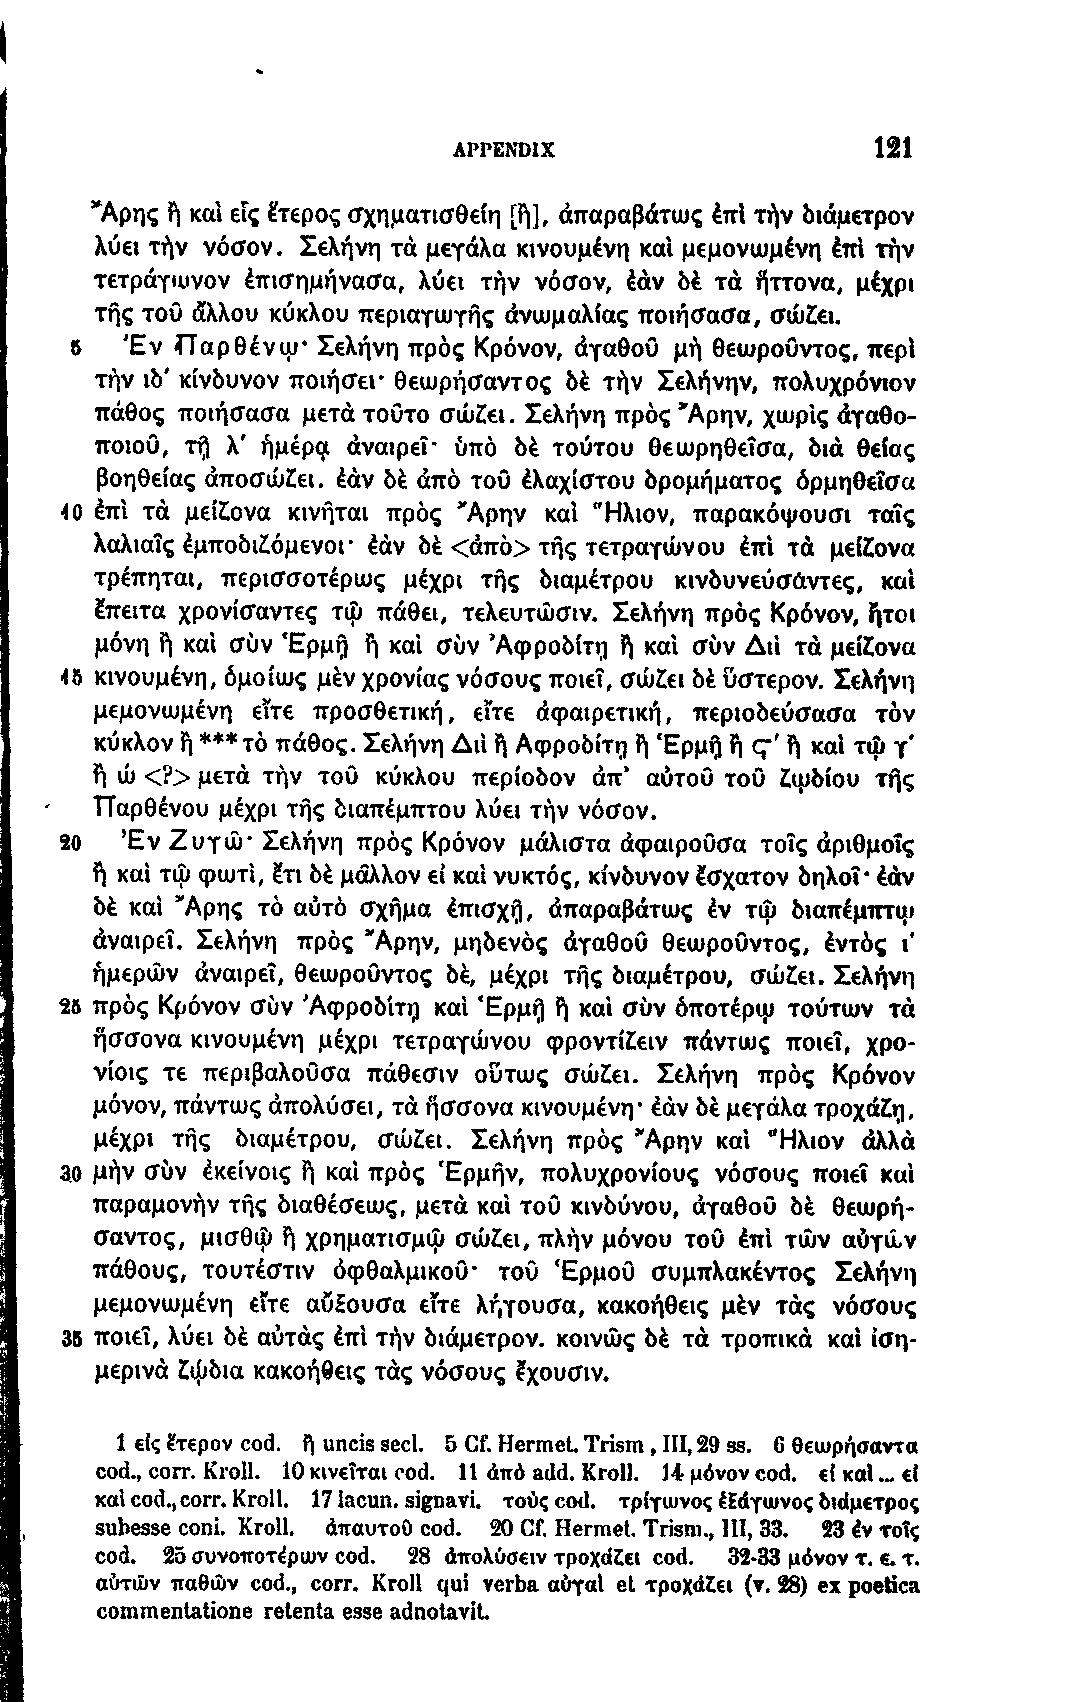 APPENDIX 121
Ἄρης ἢ καὶ εἷς ἕτερος σχηματισθείη [ἢ], ἀπαραβάτως ἐπὶ τὴν διάμετρον
λύει τὴν νόσον. Σελήνη τὰ μεγάλα κινουμένη καὶ μεμονωμένη ἐπὶ τὴν
τετράγωνον ἐπισημήνασα, λύει τὴν νόσον, ἐὰν δὲ τὰ ἥττονα, μέχρι
τῆς τοῦ ἄλλου κύκλου περιαγωγῆς ἀνωμαλίας ποιήσασα, σώζει.
5 Ἐν Παρθένῳ· Σελήνη πρὸς Κρόνον, ἀγαθοῦ μὴ θεωροῦντος, περὶ
τὴν ιδ′ κίνδυνον ποιήσει· θεωρήσαντος δὲ τὴν Σελήνην, πολυχρόνιον
πάθος ποιήσασα μετὰ τοῦτο σώζει. Σελήνη πρὸς Ἄρην, χωρὶς ἀγαθο-
ποιοῦ, τῇ λ′ ἡμέρᾳ ἀναιρεῖ· ὑπὸ δὲ τούτου θεωρηθεῖσα, διὰ θείας
βοηθείας ἀποσώζει. ἐὰν δὲ ἀπὸ τοῦ ἐλαχίστου δρομήματος ὁρμηθεῖσα
10 ἐπὶ τὰ μείζονα κινῆται πρὸς Ἄρην καὶ Ἥλιον, παρακόψουσι ταῖς
λαλιαῖς ἐμποδιζόμενοι· ἐὰν δὲ <ἀπὸ> τῆς τετραγώνου ἐπὶ τὰ μείζονα
τρέπηται, περισσοτέρως μέχρι τῆς διαμέτρου κινδυνεύσαντες, καὶ
ἔπειτα χρονίσαντες τῷ πάθει, τελευτῶσιν. Σελήνη πρὸς Κρόνον, ἤτοι
μόνη ἢ καὶ σὺν Ἑρμῇ ἢ καὶ σὺν Ἀφροδίτῃ ἢ καὶ σὺν Διὶ τὰ μείζονα
15 κινουμένη, ὁμοίως μὲν χρονίας νόσους ποιεῖ, σώζει δὲ ὕστερον. Σελήνη
μεμονωμένη εἴτε προσθετική, εἴτε ἀφαιρετική, περιοδεύσασα τὸν
κύκλον ἢ *** τὸ πάθος. Σελήνη Διὶ ἢ Ἀφροδίτῃ ἢ Ἑρμῇ ἢ ϛ′ ἢ καὶ τῷ γ′
ἢ ὡ <?> μετὰ τὴν τοῦ κύκλου περίοδον ἀπ’ αὐτοῦ τοῦ ζῳδίου τῆς
Παρθένου μέχρι τῆς διαπέμπτου λύει τὴν νόσον.
20 Ἐν Ζυγῶ· Σελήνη πρὸς Κρόνον μάλιστα ἀφαιροῦσα τοῖς ἀριθμοῖς
ἢ καὶ τῷ φωτὶ, ἔτι δὲ μᾶλλον εἰ καὶ νυκτός, κίνδυνον ἔσχατον δηλοῖ· ἐὰν
δὲ καὶ Ἄρης τὸ αὐτὸ σχῆμα ἐπισχῇ, ἀπαραβάτως ἐν τῷ διαπέμπτῳ
ἀναιρεῖ. Σελήνη πρὸς Ἄρην, μηδενὸς ἀγαθοῦ θεωροῦντος, ἐντὸς ι′
ἡμερῶν ἀναιρεῖ, θεωροῦντος δὲ, μέχρι τῆς διαμέτρου, σώζει. Σελήνη
25 πρὸς Κρόνον σὺν Ἀφροδίτῃ καὶ Ἑρμῇ ἢ καὶ σὺν ὁποτέρῳ τούτων τὰ
ἥσσονα κινουμένη μέχρι τετραγώνου φροντίζειν πάντως ποιεῖ, χρο-
νίοις τε περιβαλοῦσα πάθεσιν οὕτως σώζει. Σελήνη πρὸς Κρόνον
μόνον, πάντως ἀπολύσει, τὰ ἥσσονα κινουμένη· ἐὰν δὲ μεγάλα τροχάζῃ,
μέχρι τῆς διαμέτρου, σώζει. Σελήνη πρὸς Ἄρην καὶ Ἥλιον ἀλλὰ
30 μὴν σὺν ἐκείνοις ἢ καὶ πρὸς Ἑρμῆν, πολυχρονίους νόσους ποιεῖ καὶ
παραμονὴν τῆς διαθέσεως, μετὰ καὶ τοῦ κινδύνου, ἀγαθοῦ δὲ θεωρή-
σαντος, μισθῷ ἢ χρηματισμῷ σώζει, πλὴν μόνου τοῦ ἐπὶ τῶν αὐγῶν
πάθους, τουτέστιν ὀφθαλμικοῦ· τοῦ Ἑρμοῦ συμπλακέντος Σελήνη
μεμονωμένη εἴτε αὔξουσα εἴτε λήγουσα, κακοήθεις μὲν τὰς νόσους
35 ποιεῖ, λύει δὲ αὐτὰς ἐπὶ τὴν διάμετρον. κοινῶς δὲ τὰ τροπικὰ καὶ ἰση-
μερινὰ ζῴδια κακοήθεις τὰς νόσους ἔχουσιν.
1 εἰς ἕτερον cod. ἢ uncis secl. 5 Cf. Hermet. Trism, III, 29 ss. 6 θεωρήσαντα
cod., corr. Kroll. 10 κινεῖται cod. 11 ἀπὸ add. Kroll. 14 μόνον cod. εἰ καὶ ... εἰ
καὶ cod., corr. Kroll. 17 lacun. signavi. τοὺς cod. τρίγωνος ἑξάγωνος διάμετρος
subesse coni. Kroll. ἀπαυτοῦ cod. 20 Cf. Hermet. Trism., III, 33. 23 ἐν τοῖς
cod. 25 συνοποτέρων cod. 28 ἀπολύσειν τροχάζει cod. 32-33 μόνον τ. ε. τ.
αὐτῶν παθῶν cod., corr. Kroll qui verba αὐγαὶ et τροχάζει (v. 28) ex poetica
commentatione retenta esse adnotavit.